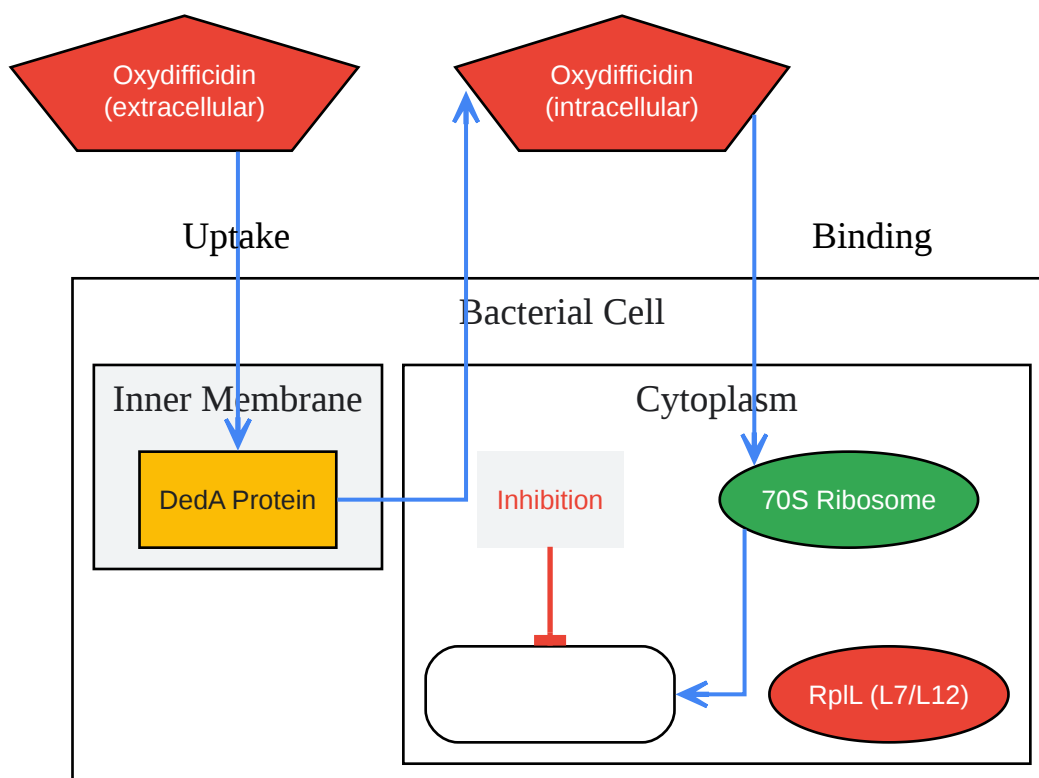 Oxydifficidin
(extracellular)
Oxydifficidin
(intracellular)
Uptake
Binding
Bacterial Cell
Inner Membrane
Cytoplasm
DedA Protein
Inhibition
70S Ribosome
RplL (L7/L12)